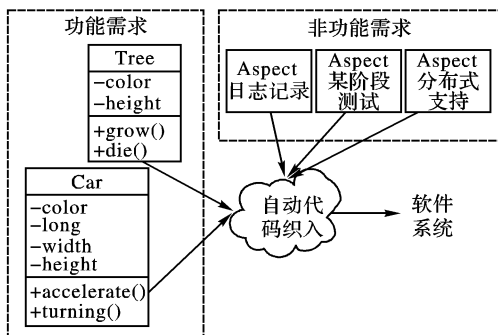 功能需求
Tree
−color
−height
+grow()
+die()
Car
−color
−long
−width
−height
+accelerate()
+turning()
非功能需求
Aspect
日志记录
Aspect
某阶段
测试
Aspect
分布式
支持
自动代
码织入
软件
系统